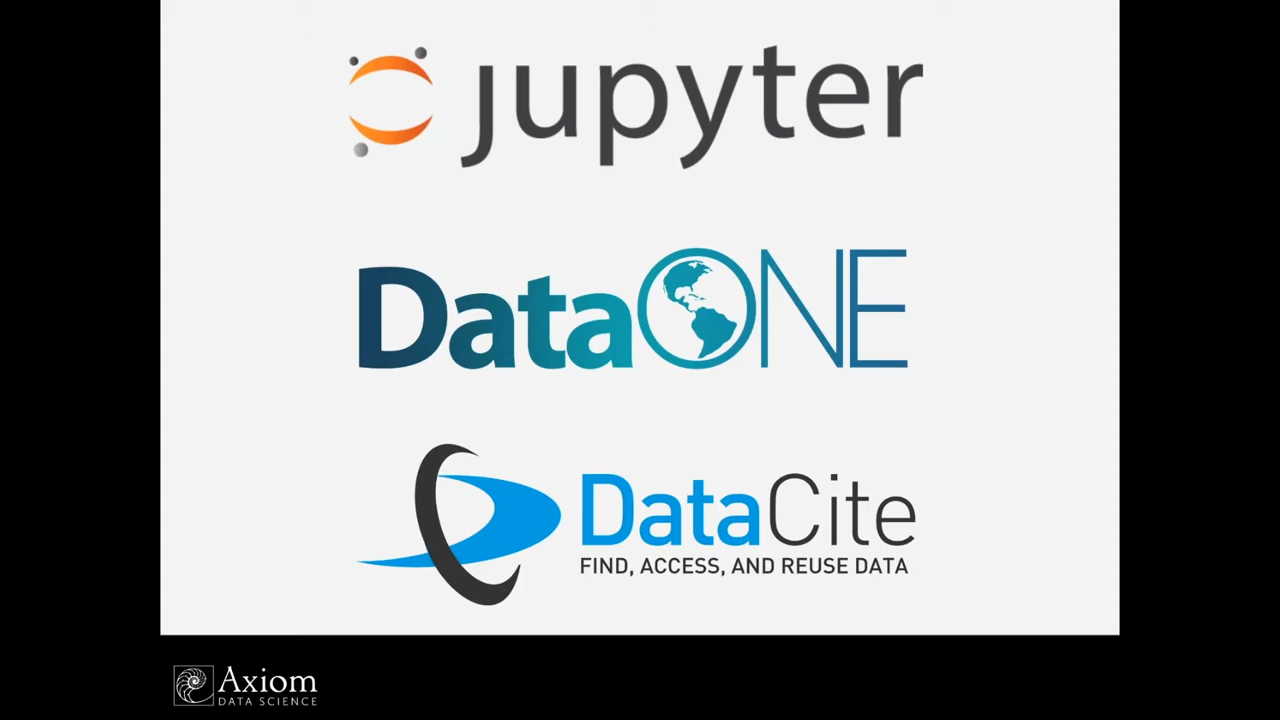 jupyter
DataONE
DataCite
FIND, ACCESS, AND REUSE DATA
Axiom
DATA SCIENCE